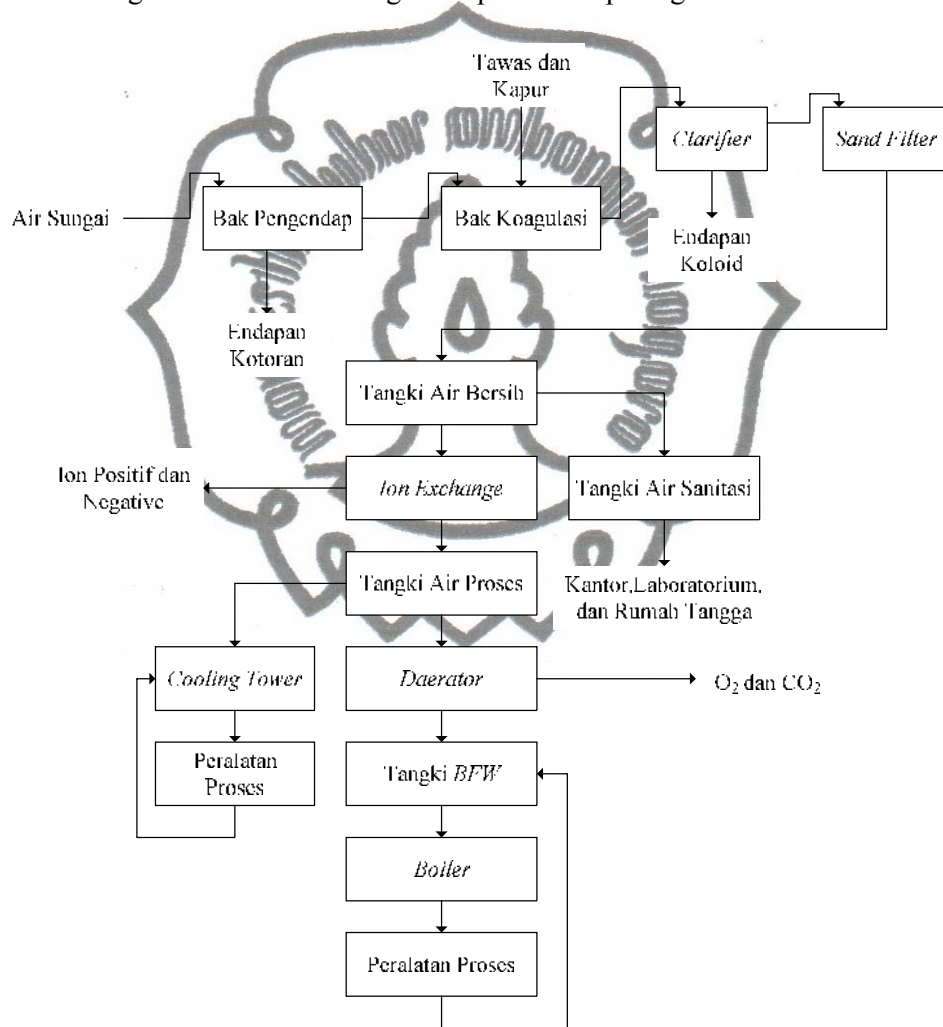 Tawas dan
Kapur
Clarifier
Sand Filter
Air Sungai
Bak Pengendap
Bak Koagulasi
Endapan
Koloid
Endapan
Kotoran
Tangki Air Bersih
Ion Positif dan
Negative
Ion Exchange
Tangki Air Sanitasi
Tangki Air Proses
Kantor,Laboratorium,
dan Rumah Tangga
Cooling Tower
Daerator
O₂ dan CO₂
Peralatan
Proses
Tangki BFW
Boiler
Peralatan Proses